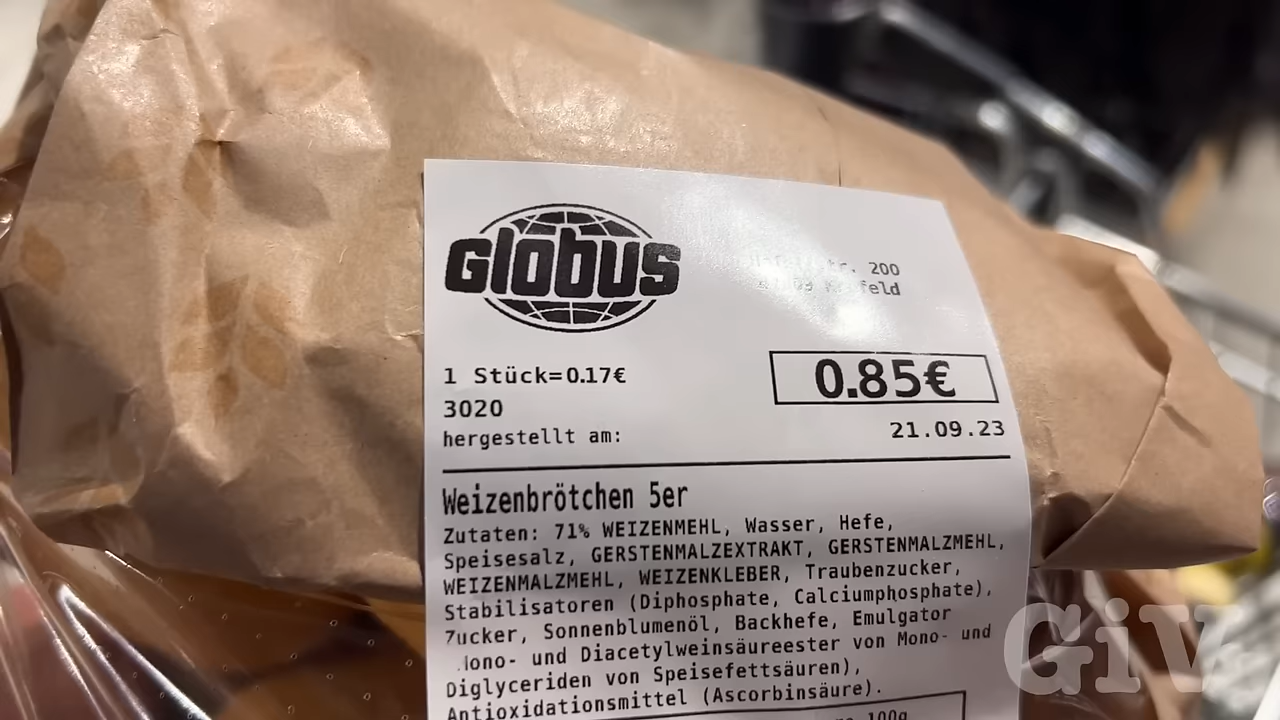 Globus
200
feld
1 Stück=0.17€
0.85€
3020
hergestellt am:
21.09.23
Weizenbrötchen 5er
Zutaten: 71% WEIZENMEHL, Wasser, Hefe,
Speisesalz, GERSTENMALZEXTRAKT, GERSTENMALZMEHL,
WEIZENMALZMEHL, WEIZENKLEBER, Traubenzucker,
Stabilisatoren (Diphosphate, Calciumphosphate),
Zucker, Sonnenblumenöl, Backhefe, Emulgator
Mono- und Diacetylweinsäureester von Mono- und
Diglyceriden von Speisefettsäuren),
Antioxidationsmittel (Ascorbinsäure).
100g
GiV